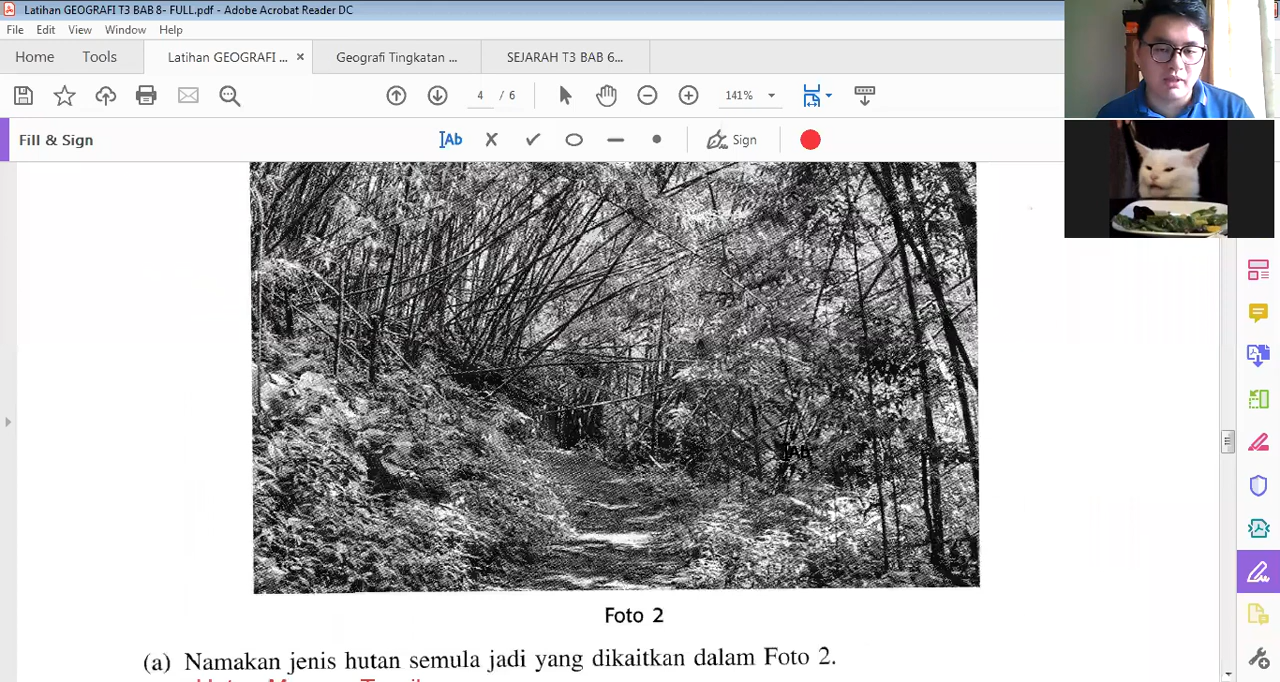 Latihan GEOGRAFI T3 BAB 8- FULL.pdf - Adobe Acrobat Reader DC
File Edit View Window Help
Home Tools Latihan GEOGRAFI ... × Geografi Tingkatan ... SEJARAH T3 BAB 6...
4 / 6 141%
Fill & Sign Ab Sign
Foto 2
(a) Namakan jenis hutan semula jadi yang dikaitkan dalam Foto 2.